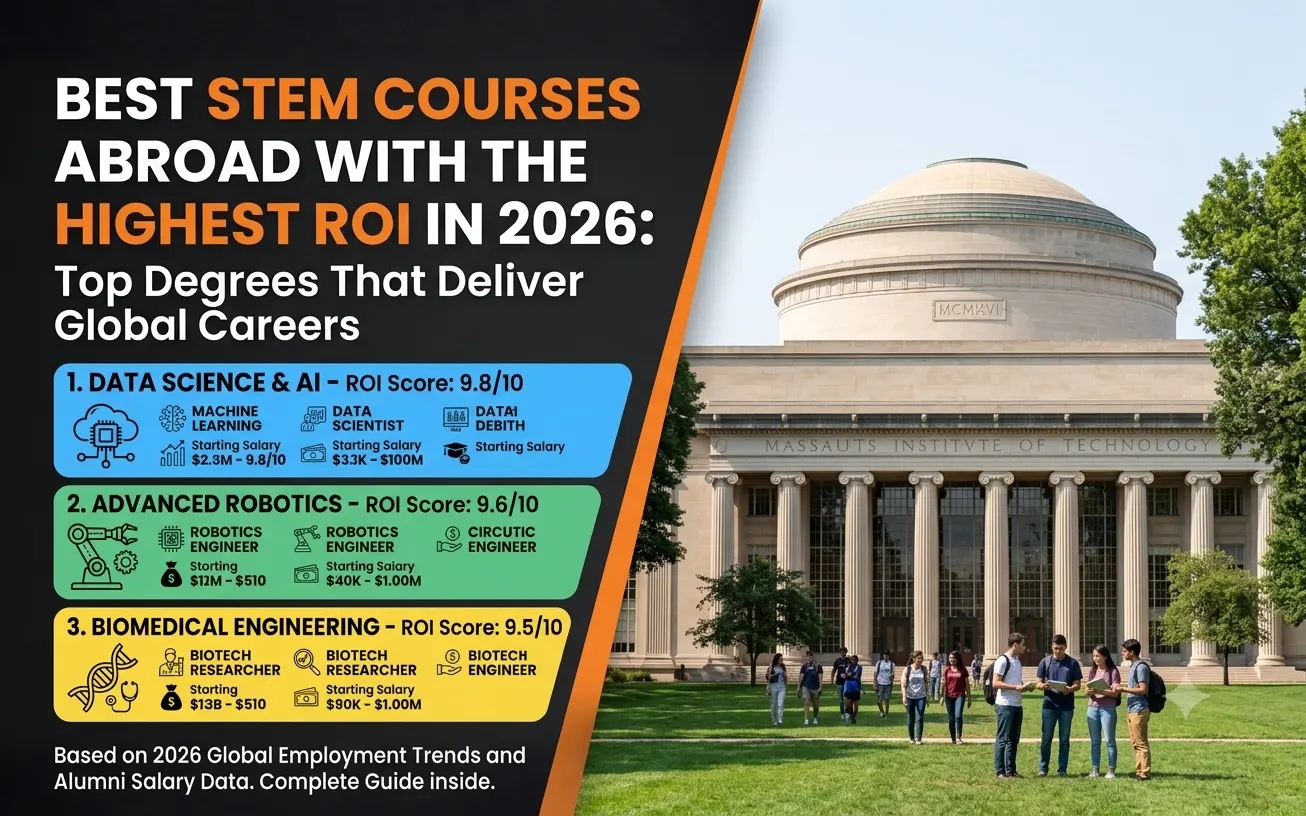 BEST STEM COURSES
ABROAD WITH THE
HIGHEST ROI IN 2026:
Top Degrees That Deliver
Global Careers
1. DATA SCIENCE & AI – ROI Score: 9.8/10
MACHINE
LEARNING
Starting Salary
$2.3M – 9.8/10
DATA
SCIENTIST
Starting Salary
$3.3K – $100M
DATA1
DEBITH
Starting Salary
2. ADVANCED ROBOTICS – ROI Score: 9.6/10
ROBOTICS
ENGINEER
Storting
$12M – $510
ROBOTICS
ENGINEER
Starting Salary
$40K – $1.00M
CIRCUTIC
ENGINEER
3. BIOMEDICAL ENGINEERING – ROI Score: 9.5/10
BIOTECH
RESEARCHER
Storting
$13B – $510
BIOTECH
RESEARCHER
Starting Salary
$90K – $1.00M
BIOTECH
ENGINEER
Based on 2026 Global Employment Trends and
Alumni Salary Data. Complete Guide inside.
MCMXVI
MASSAUTS INSTITVTE OF TECHNOLOGY